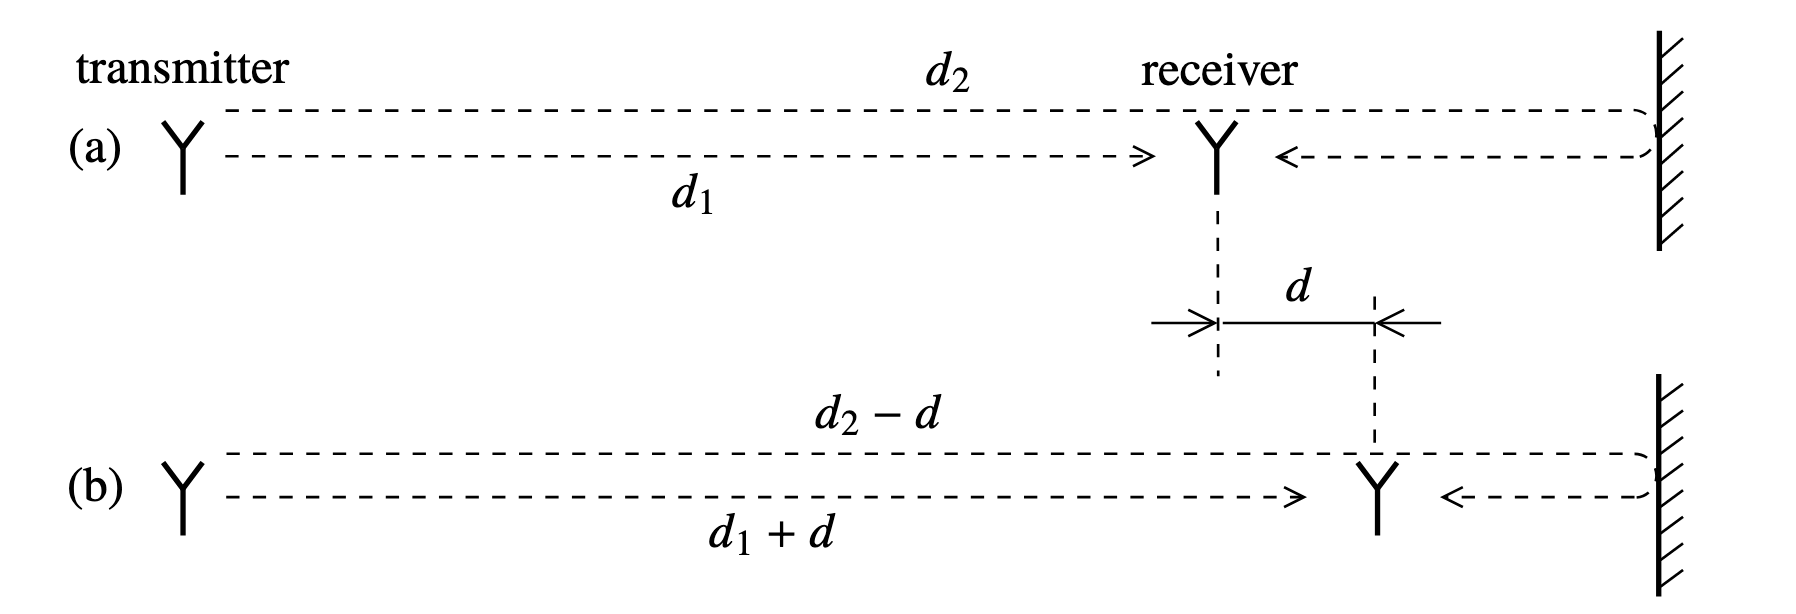 transmitter
d₂
receiver
(a)
d₁
d
d₂ − d
(b)
d₁ + d